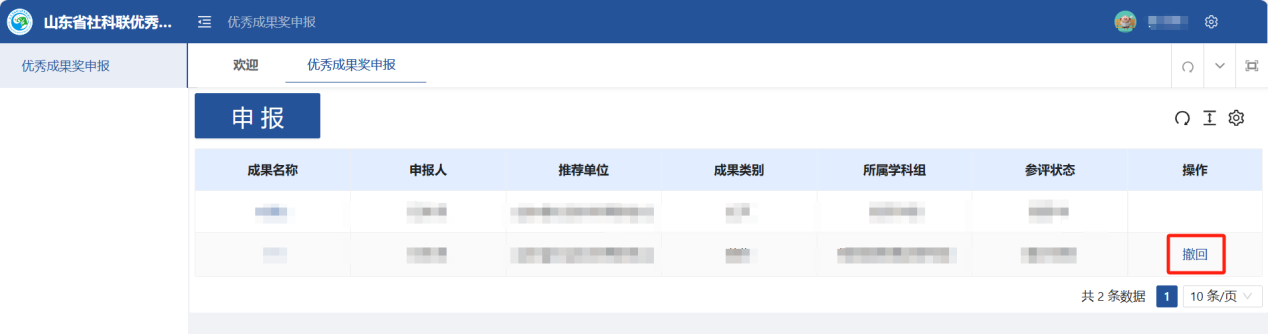 山东省社科联优秀...
优秀成果奖申报
优秀成果奖申报
欢迎
优秀成果奖申报
申 报
成果名称 申报人 推荐单位 成果类别 所属学科组 参评状态 操作
撤回
共 2 条数据 1 10 条/页